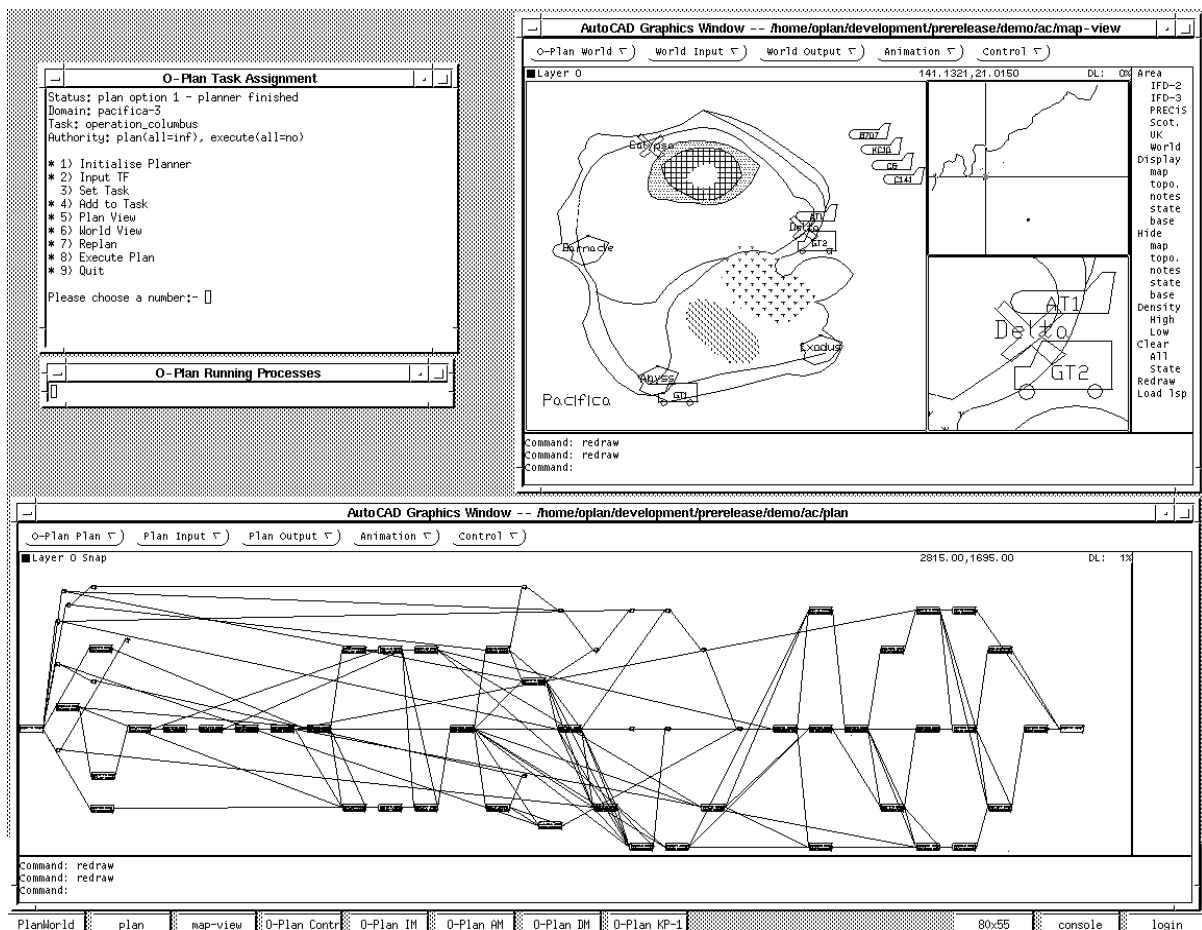 O-Plan Task Assignment
Status: plan option 1 - planner finished
Domain: pacifica-3
Task: operation_columbus
Authority: plan(all=inf), execute(all=no)
* 1) Initialise Planner
* 2) Input TF
3) Set Task
* 4) Add to Task
* 5) Plan View
* 6) World View
* 7) Replan
* 8) Execute Plan
* 9) Quit
Please choose a number:-
O-Plan Running Processes
AutoCAD Graphics Window -- /home/oplan/development/prerelease/demo/ac/map-view
O-Plan World World Input World Output Animation Control
Layer 0 141.1321,21.0150 DL: 0%
Calypso
B707
KC10
C5
C141
AT1
Delta
GT2
Barnacle
Exodus
Abyss
GT1
Pacifica
AT1
Delta
GT2
Area
IFD-2
IFD-3
PRECiS
Scot.
UK
World
Display
map
topo.
notes
state
base
Hide
map
topo.
notes
state
base
Density
High
Low
Clear
All
State
Redraw
Load lsp
Command: redraw
Command: redraw
Command:
AutoCAD Graphics Window -- /home/oplan/development/prerelease/demo/ac/plan
O-Plan Plan Plan Input Plan Output Animation Control
Layer 0 Snap 2815.00,1695.00 DL: 1%
Command: redraw
Command: redraw
Command:
PlanWorld plan map-view O-Plan Contr O-Plan IM O-Plan AM O-Plan DM O-Plan KP-1 80x55 console login